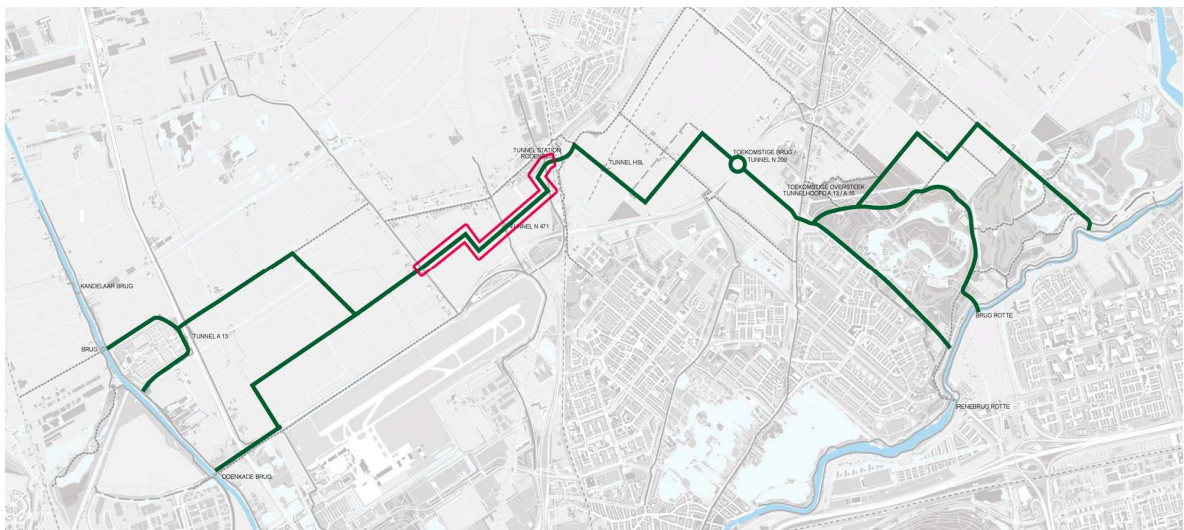 TUNNEL STATION
RODENRIJS
TUNNEL HSL
TOEKOMSTIGE BRUG /
TUNNEL N 209
TOEKOMSTIGE OVERSTEEK
TUNNELHOOFD A 13 / A 16
TUNNEL N 471
KANDELAAR BRUG
BRUG
TUNNEL A 13
BRUG ROTTE
IRENEBRUG ROTTE
DOENKADE BRUG